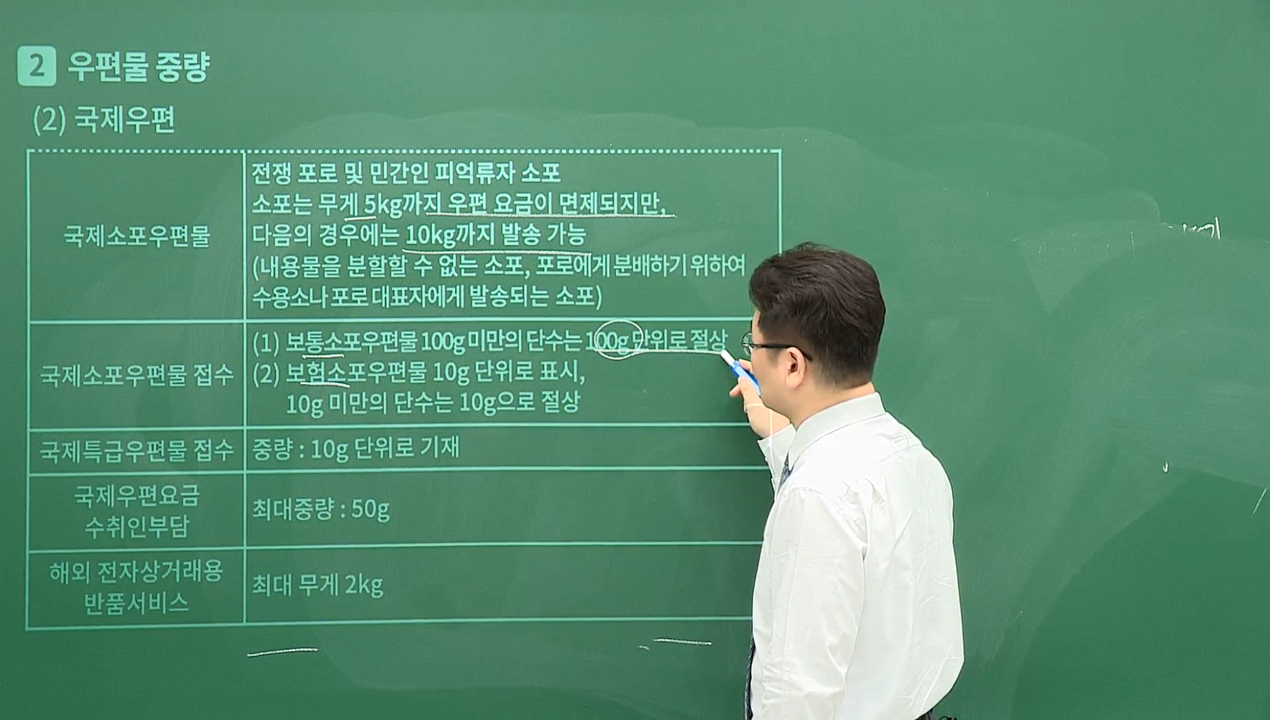 2 우편물 중량
(2) 국제우편
국제소포우편물
전쟁 포로 및 민간인 피억류자 소포
소포는 무게 5kg까지 우편 요금이 면제되지만,
다음의 경우에는 10kg까지 발송 가능
(내용물을 분할할 수 없는 소포, 포로에게 분배하기 위하여
수용소나 포로 대표자에게 발송되는 소포)
국제소포우편물 접수
(1) 보통소포우편물 100g 미만의 단수는 100g 단위로 절상
(2) 보험소포우편물 10g 단위로 표시,
10g 미만의 단수는 10g으로 절상
국제특급우편물 접수
중량 : 10g 단위로 기재
국제우편요금
수취인부담
최대중량 : 50g
해외 전자상거래용
반품서비스
최대 무게 2kg